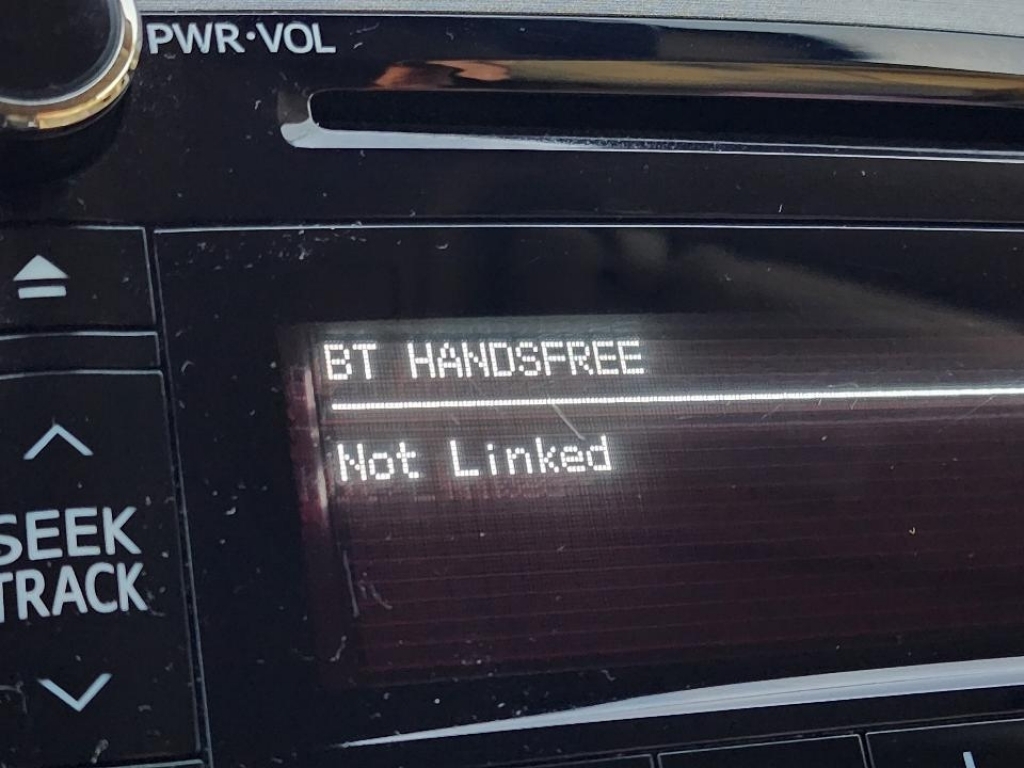 PWR·VOL
BT HANDSFREE
Not Linked
SEEK
TRACK